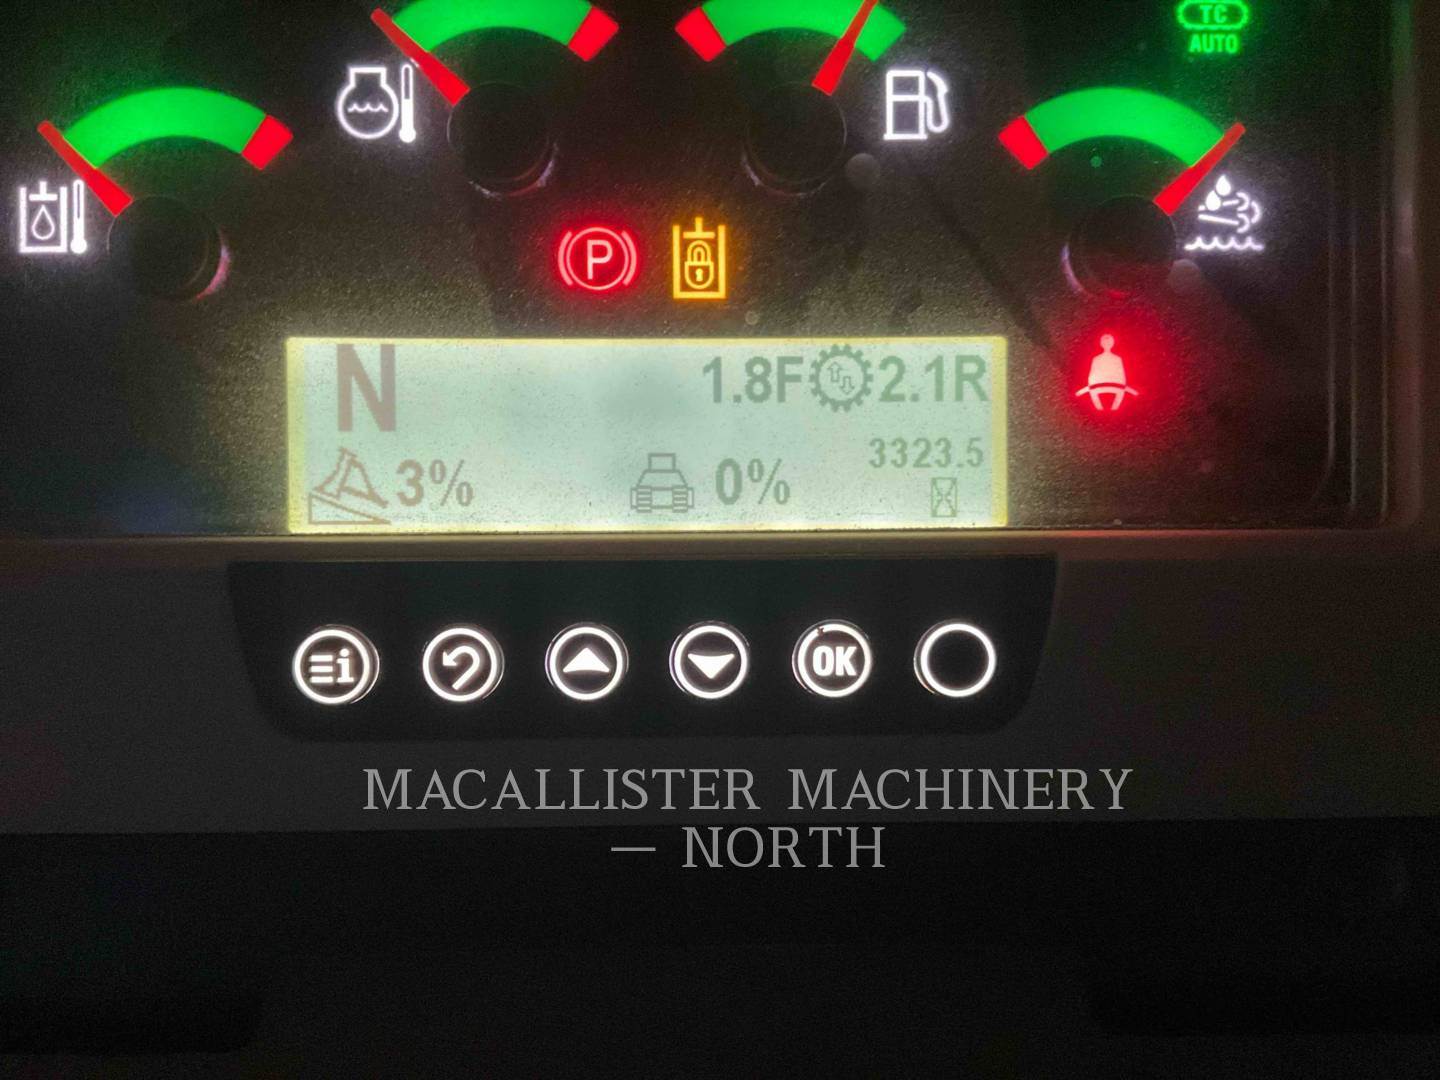 TC
AUTO
P
N
1.8F 2.1R
3323.5
3% 0%
i
OK
MACALLISTER MACHINERY
— NORTH